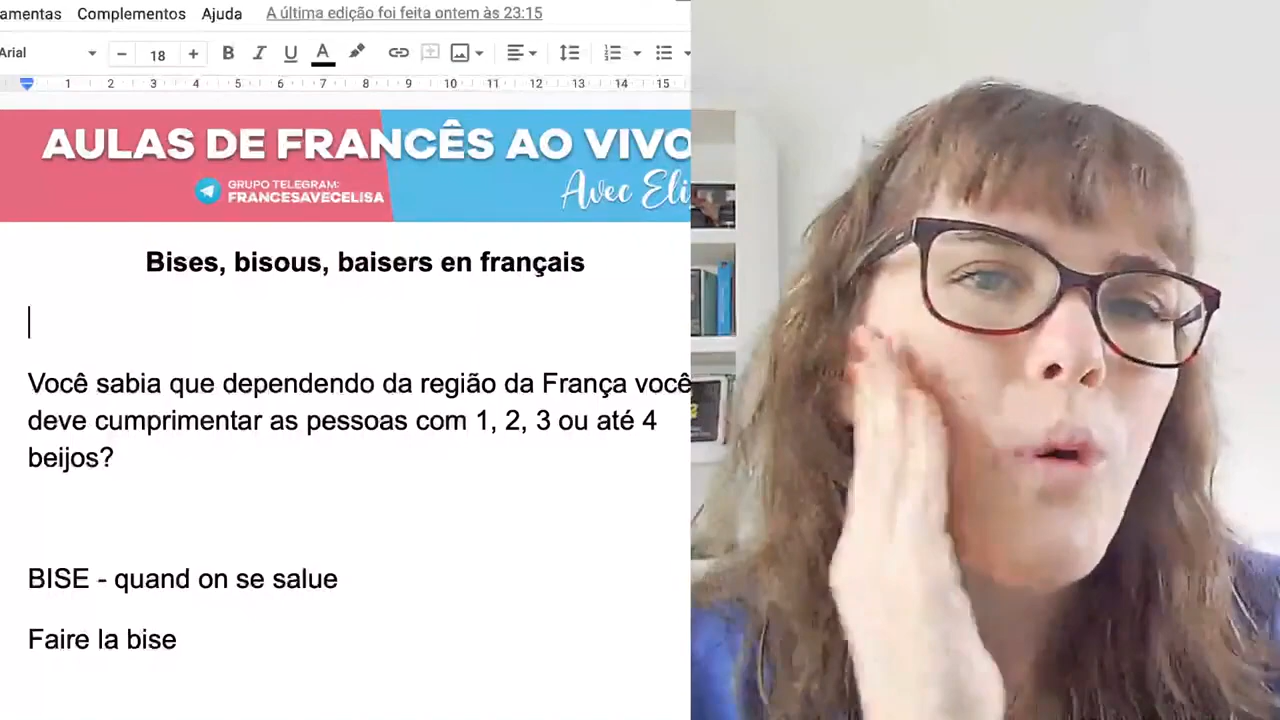 amentas Complementos Ajuda A última edição foi feita ontem às 23:15
Arial 18 B I U A
1 2 3 4 5 6 7 8 9 10 11 12 13 14 15
AULAS DE FRANCÊS AO VIVO
GRUPO TELEGRAM:
FRANCESAVECELISA
Avec Eli
Bises, bisous, baisers en français
Você sabia que dependendo da região da França você
deve cumprimentar as pessoas com 1, 2, 3 ou até 4
beijos?
BISE - quand on se salue
Faire la bise